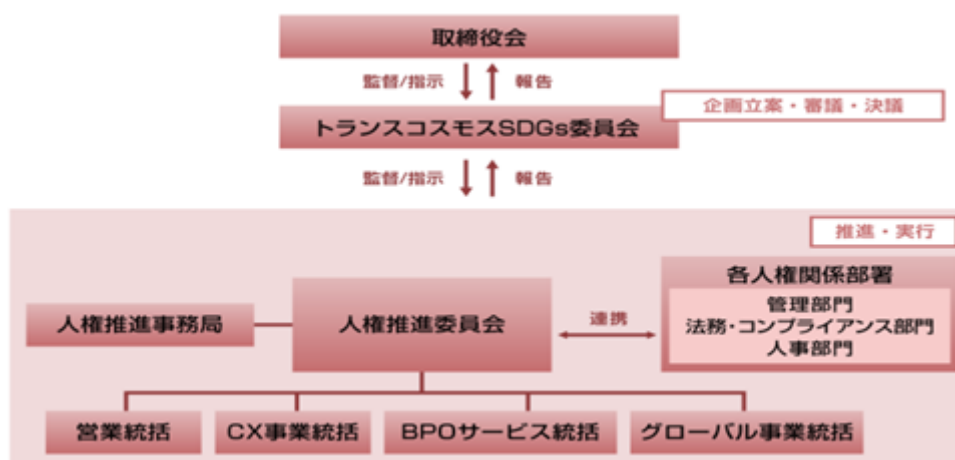 取締役会
監督/指示
報告
企画立案・審議・決議
トランスコスモスSDGs委員会
監督/指示
報告
推進・実行
各人権関係部署
管理部門
法務・コンプライアンス部門
人事部門
人権推進事務局
人権推進委員会
連携
営業統括
CX事業統括
BPOサービス統括
グローバル事業統括